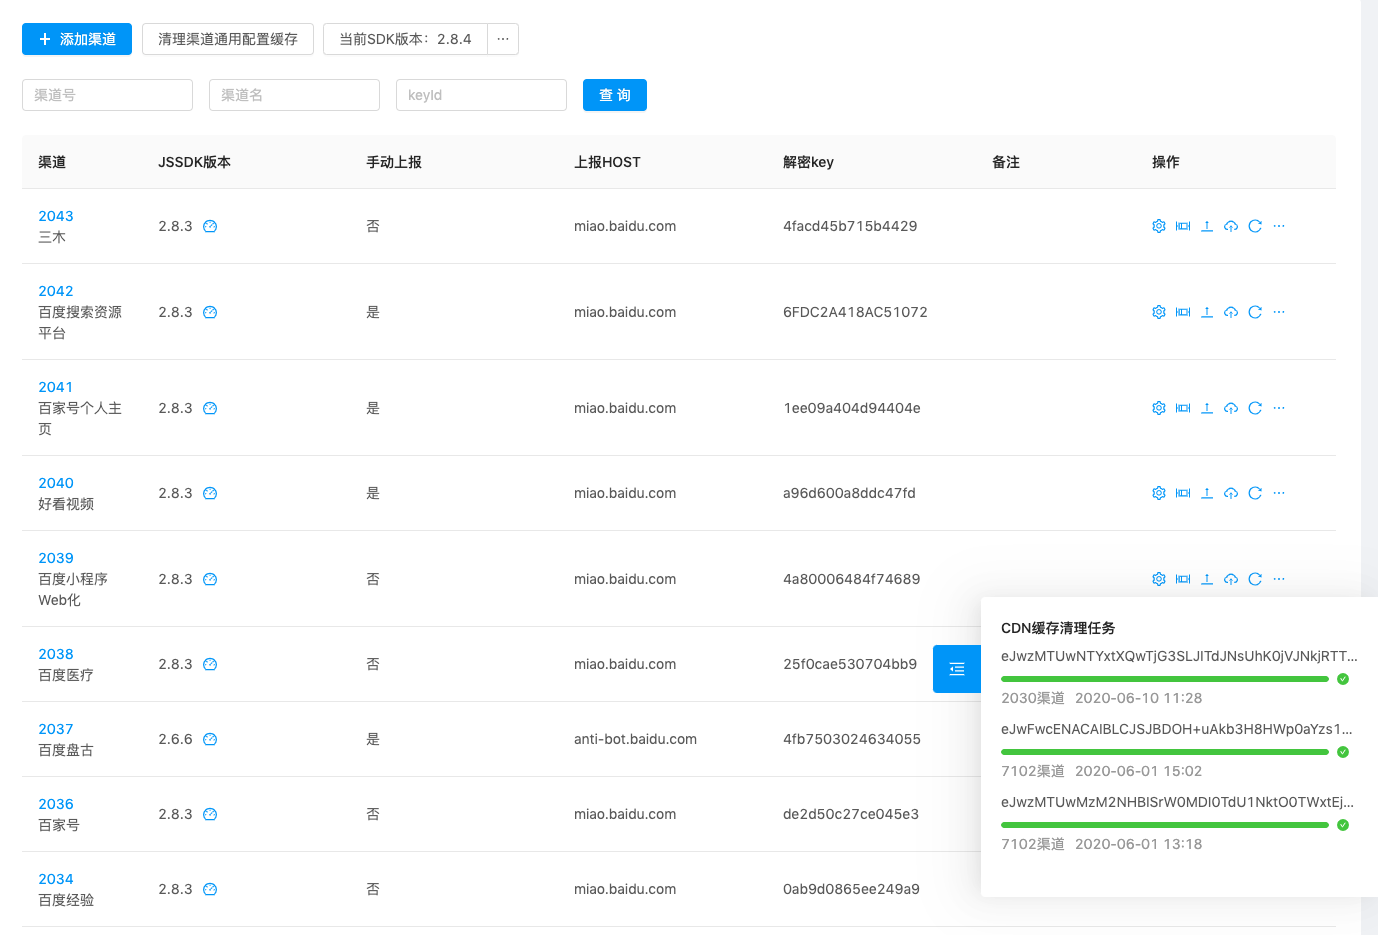 添加渠道 清理渠道通用配置缓存 当前SDK版本：2.8.4 ···
渠道号 渠道名 keyId 查 询
渠道 JSSDK版本 手动上报 上报HOST 解密key 备注 操作
2043
三木
2.8.3 否 miao.baidu.com 4facd45b715b4429
2042
百度搜索资源
平台
2.8.3 是 miao.baidu.com 6FDC2A418AC51072
2041
百家号个人主
页
2.8.3 是 miao.baidu.com 1ee09a404d94404e
2040
好看视频
2.8.3 是 miao.baidu.com a96d600a8ddc47fd
2039
百度小程序
Web化
2.8.3 否 miao.baidu.com 4a80006484f74689
2038
百度医疗
2.8.3 否 miao.baidu.com 25f0cae530704bb9
2037
百度盘古
2.6.6 是 anti-bot.baidu.com 4fb7503024634055
2036
百家号
2.8.3 否 miao.baidu.com de2d50c27ce045e3
2034
百度经验
2.8.3 否 miao.baidu.com 0ab9d0865ee249a9
CDN缓存清理任务
eJwzMTUwNTYxtXQwTjG3SLJITdJNsUhK0jVJNkjRTT...
2030渠道 2020-06-10 11:28
eJwFwcENACAIBLCJSJBDOH+uAkb3H8HWp0aYzs1...
7102渠道 2020-06-01 15:02
eJwzMTUwMzM2NHBISrW0MDI0TdU1NktO0TWxtEj...
7102渠道 2020-06-01 13:18